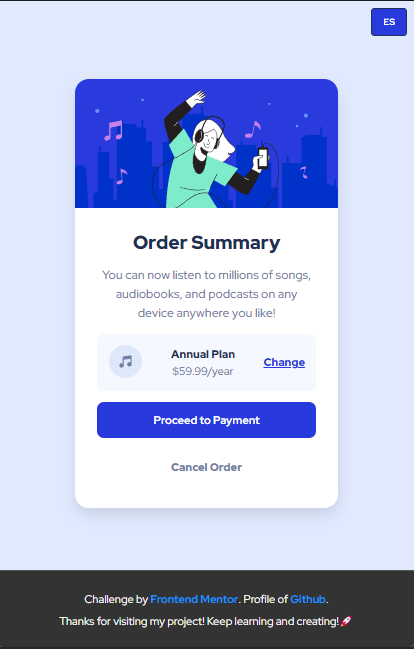 ES
Order Summary
You can now listen to millions of songs,
audiobooks, and podcasts on any
device anywhere you like!
Annual Plan
$59.99/year
Change
Proceed to Payment
Cancel Order
Challenge by Frontend Mentor. Profile of Github.
Thanks for visiting my project! Keep learning and creating!🚀